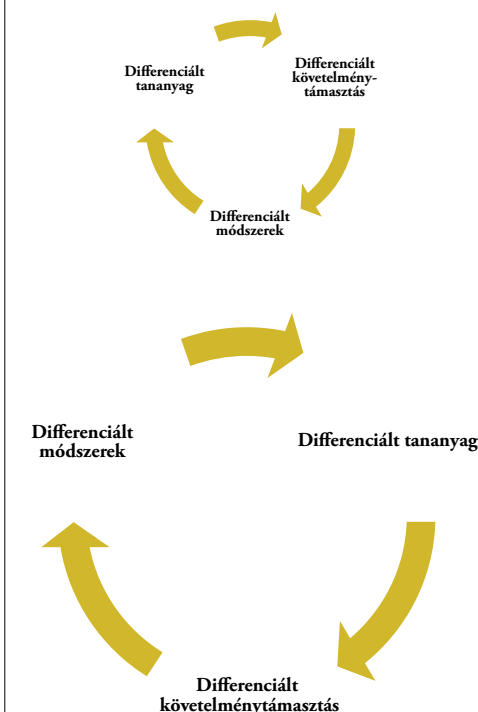 Differenciált
tananyag
Differenciált
követelmény-
támasztás
Differenciált
módszerek
Differenciált
módszerek
Differenciált tananyag
Differenciált
követelménytámasztás